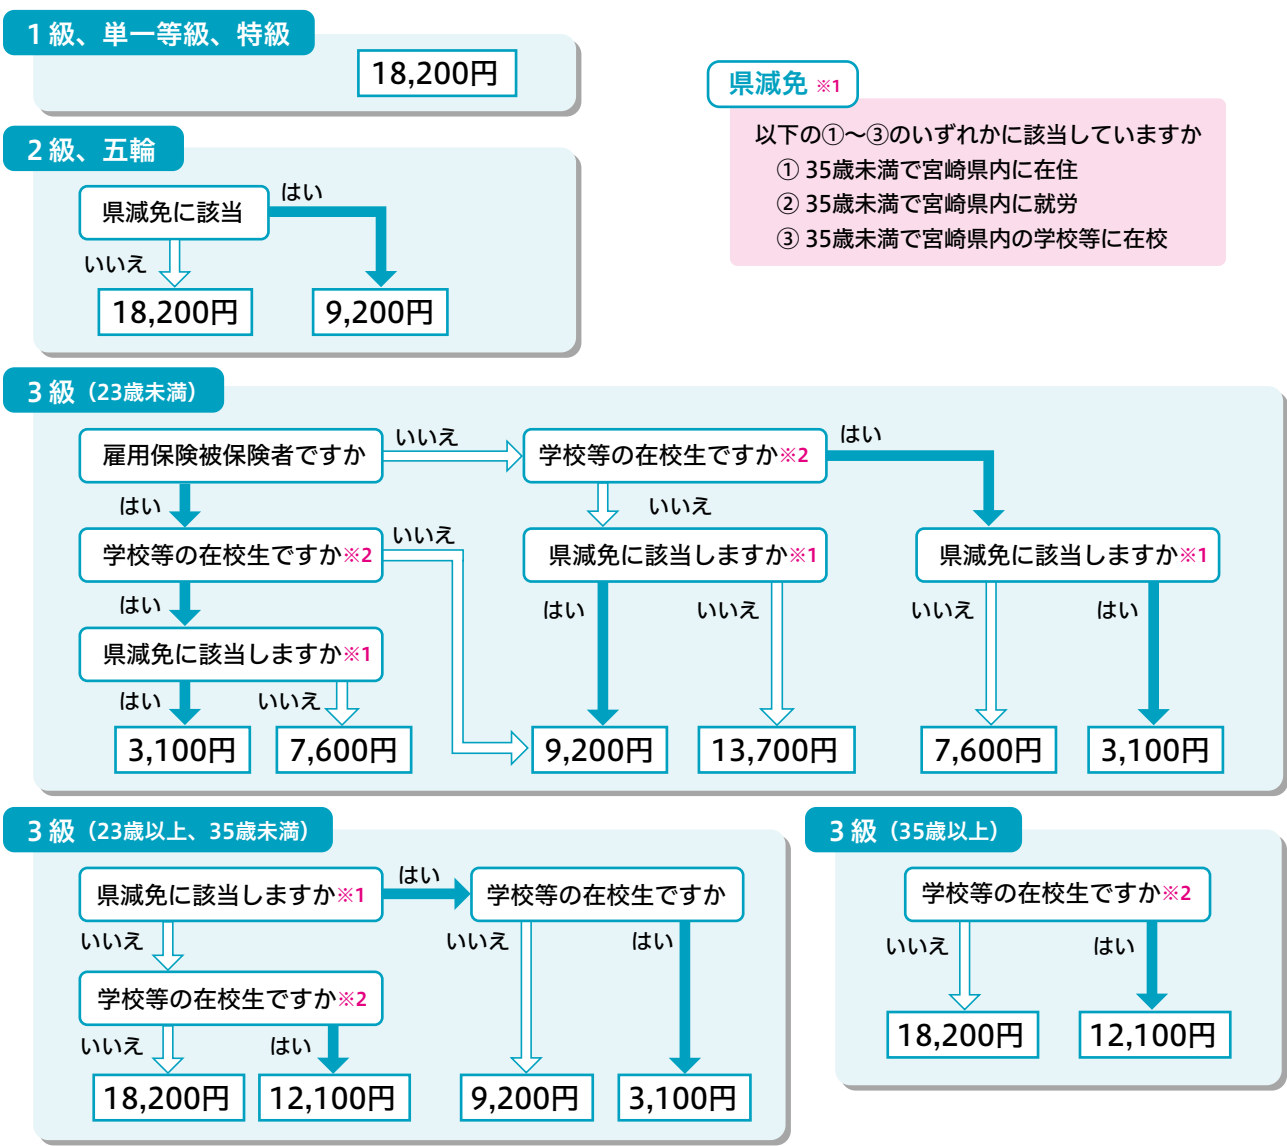 1級、単一等級、特級
18,200円
県減免 ※1
以下の①〜③のいずれかに該当していますか
① 35歳未満で宮崎県内に在住
② 35歳未満で宮崎県内に就労
③ 35歳未満で宮崎県内の学校等に在校
2級、五輪
県減免に該当
はい
いいえ
18,200円
9,200円
3級（23歳未満）
雇用保険被保険者ですか
いいえ
学校等の在校生ですか※2
はい
はい
いいえ
学校等の在校生ですか※2
いいえ
県減免に該当しますか※1
県減免に該当しますか※1
はい
はい
いいえ
いいえ
はい
県減免に該当しますか※1
はい
いいえ
3,100円
7,600円
9,200円
13,700円
7,600円
3,100円
3級（23歳以上、35歳未満）
県減免に該当しますか※1
はい
学校等の在校生ですか
いいえ
いいえ
はい
学校等の在校生ですか※2
いいえ
はい
18,200円
12,100円
9,200円
3,100円
3級（35歳以上）
学校等の在校生ですか※2
いいえ
はい
18,200円
12,100円